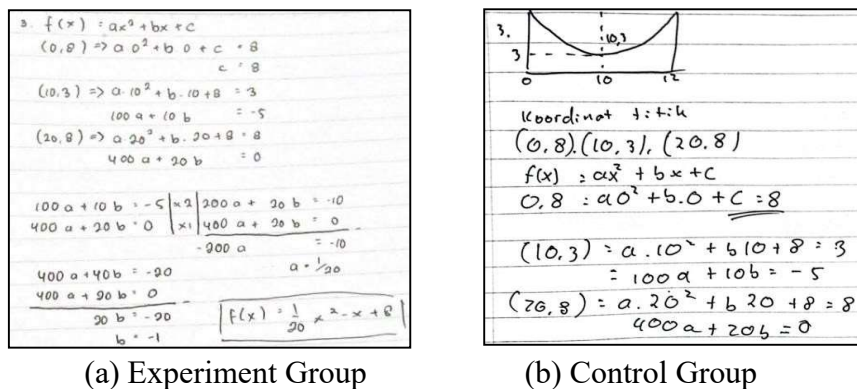 3. f(x) = ax² + bx + c
(0,8) => a 0² + b 0 + c = 8
c = 8
(10,3) => a·10² + b·10 + 8 = 3
100 a + 10 b = -5
(20,8) => a·20² + b·20 + 8 = 8
400 a + 20 b = 0
100 a + 10 b = -5 |x2| 200 a + 20 b = -10
400 a + 20 b = 0 |x1| 400 a + 20 b = 0
-200 a = -10
a = 1/20
400 a + 40 b = -20
400 a + 20 b = 0
20 b = -20
b = -1
f(x) = 1/20 x² - x + 8
(a) Experiment Group
3.
10,3
3
0 10 12
Koordinat titik
(0,8), (10,3), (20,8)
f(x) : ax² + bx + c
0,8 : a0² + b.0 + C = 8
(10,3) = a.10² + b10 + 8 = 3
= 100a + 10b = -5
(20,8) = a.20² + b20 + 8 = 8
400a + 20b = 0
(b) Control Group